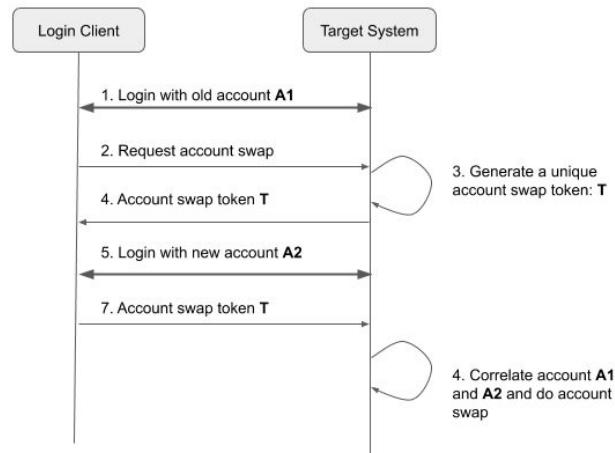 Login Client
Target System
1. Login with old account A1
2. Request account swap
3. Generate a unique
account swap token: T
4. Account swap token T
5. Login with new account A2
7. Account swap token T
4. Correlate account A1
and A2 and do account
swap